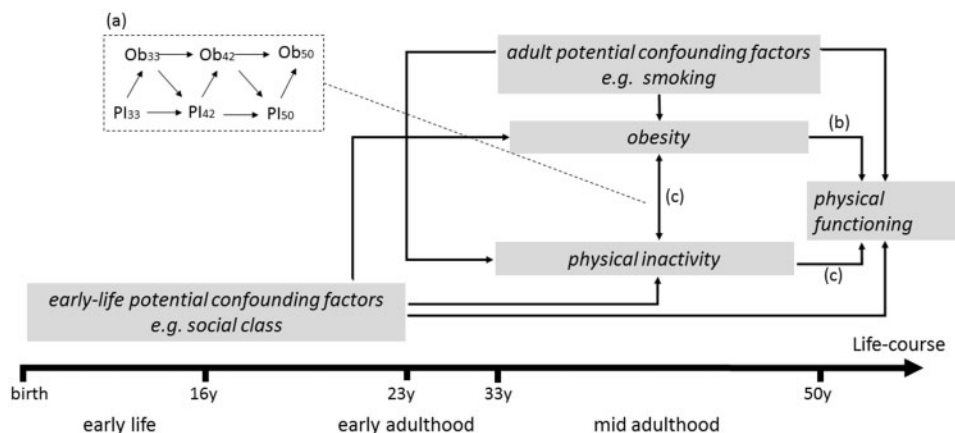 (a)
Ob33 Ob42 Ob50
PI33 PI42 PI50
adult potential confounding factors
e.g. smoking
obesity
(b)
(c)
physical
functioning
physical inactivity
(c)
early-life potential confounding factors
e.g. social class
Life-course
birth 16y 23y 33y 50y
early life early adulthood mid adulthood